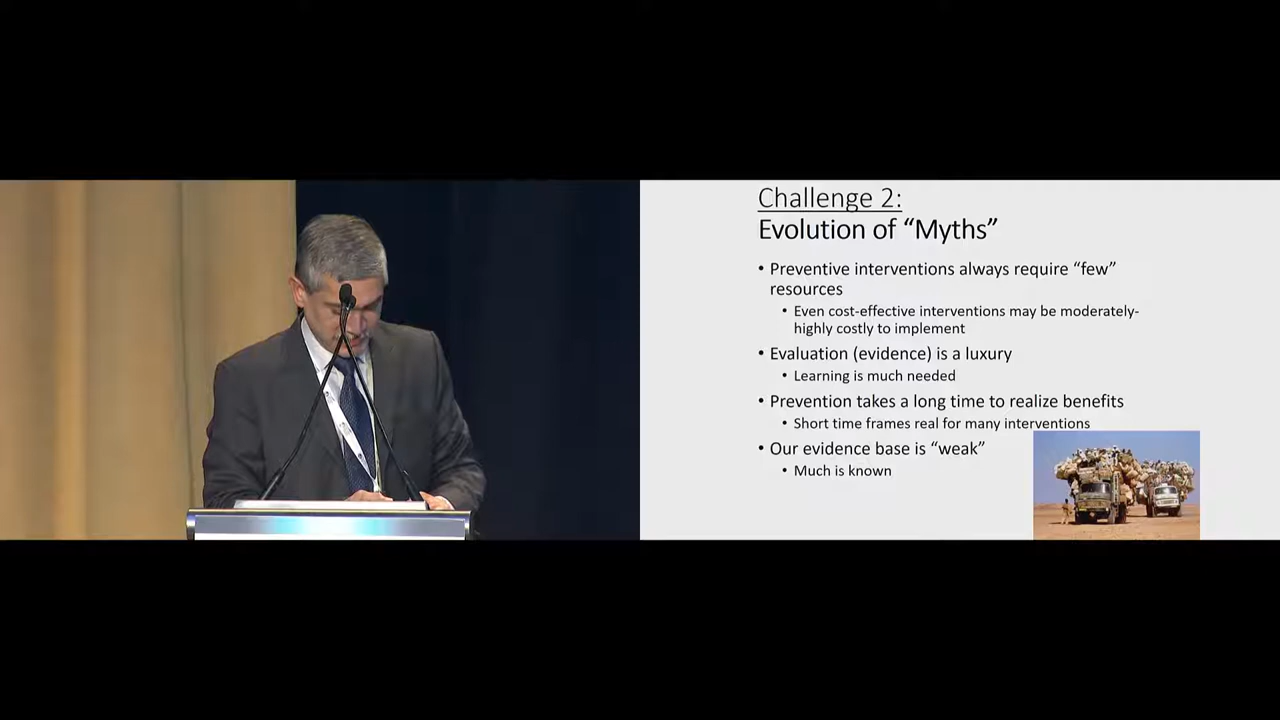 Challenge 2:
Evolution of “Myths”
• Preventive interventions always require “few”
resources
• Even cost-effective interventions may be moderately-
highly costly to implement
• Evaluation (evidence) is a luxury
• Learning is much needed
• Prevention takes a long time to realize benefits
• Short time frames real for many interventions
• Our evidence base is “weak”
• Much is known